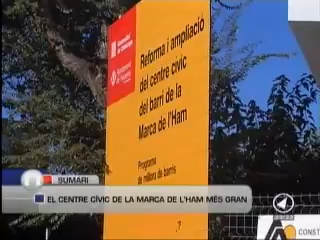 Reforma i ampliació
del centre cívic
del barri de la
Marca de l'Ham
Programa
de millora de barris
SUMARI
EL CENTRE CÍVIC DE LA MARCA DE L'HAM MÉS GRAN
CONST